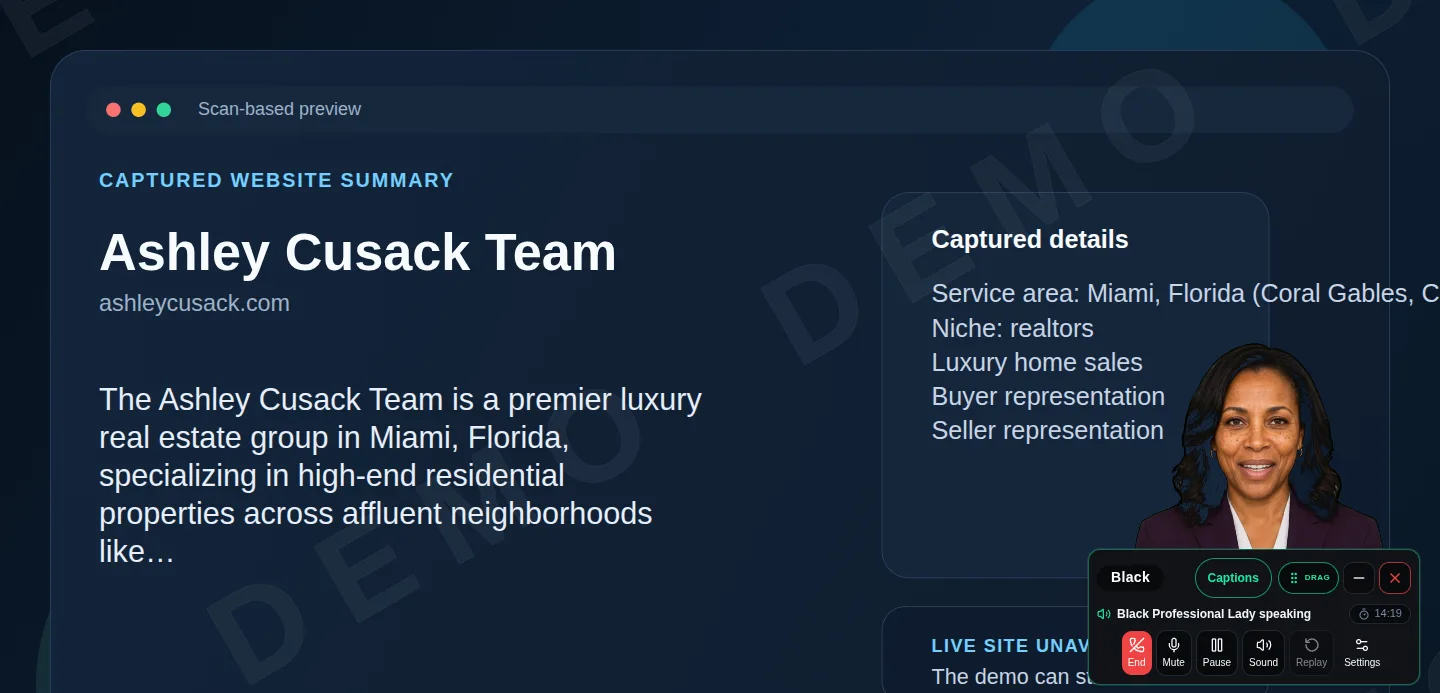 Scan-based preview
CAPTURED WEBSITE SUMMARY
Ashley Cusack Team
ashleycusack.com
The Ashley Cusack Team is a premier luxury
real estate group in Miami, Florida,
specializing in high-end residential
properties across affluent neighborhoods
like…
Captured details
Service area: Miami, Florida (Coral Gables, C
Niche: realtors
Luxury home sales
Buyer representation
Seller representation
LIVE SITE UNAV
The demo can st
Black
Captions
DRAG
Black Professional Lady speaking
14:19
End
Mute
Pause
Sound
Replay
Settings
DEMO
DEMO